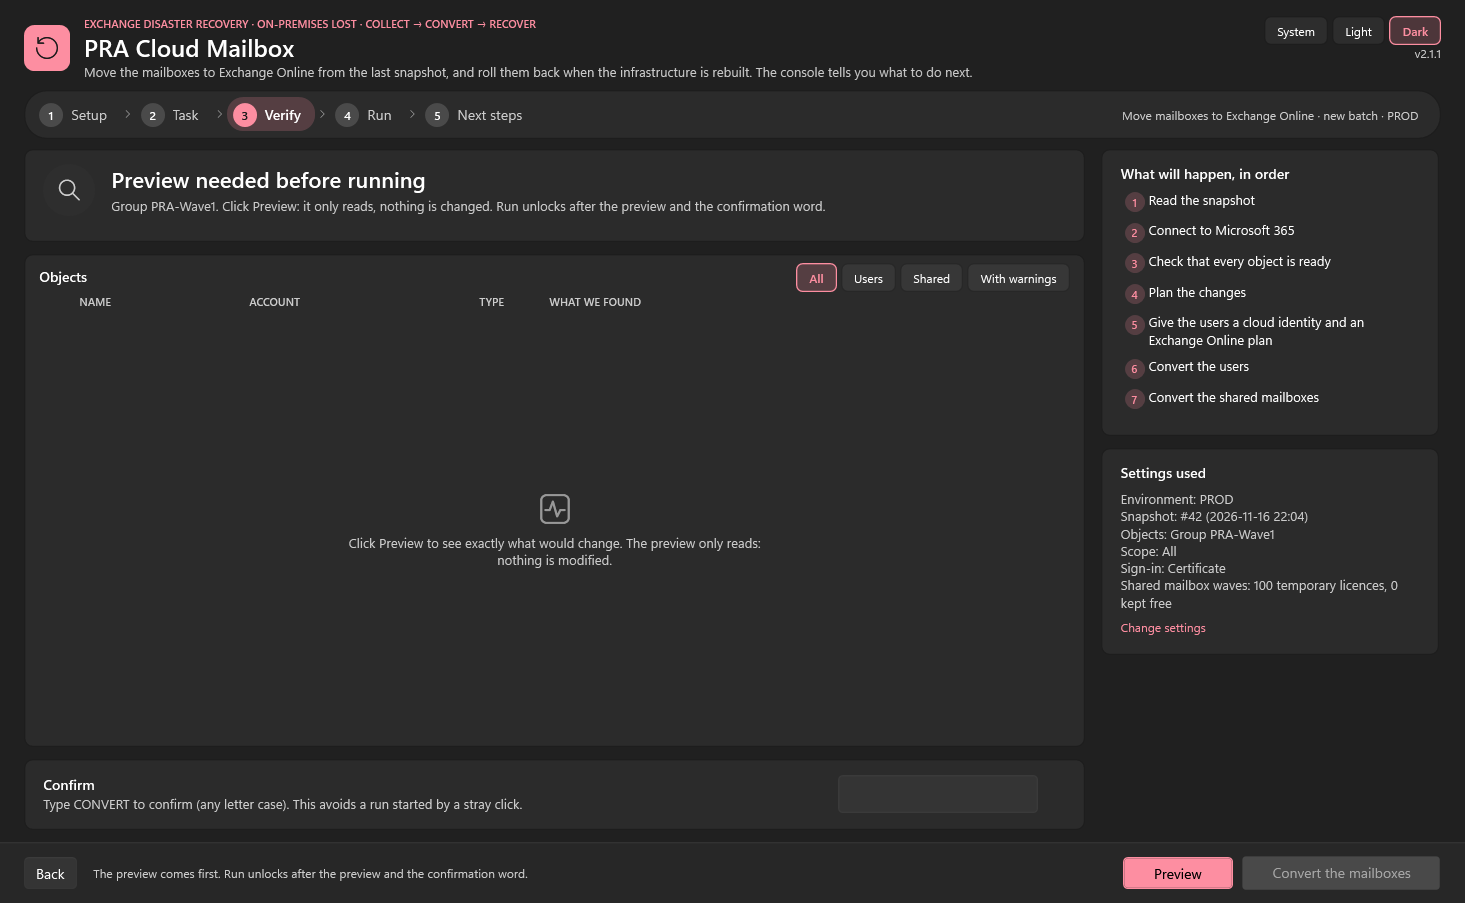 EXCHANGE DISASTER RECOVERY · ON-PREMISES LOST · COLLECT → CONVERT → RECOVER
PRA Cloud Mailbox
Move the mailboxes to Exchange Online from the last snapshot, and roll them back when the infrastructure is rebuilt. The console tells you what to do next.
System
Light
Dark
v2.1.1
1 Setup
2 Task
3 Verify
4 Run
5 Next steps
Move mailboxes to Exchange Online · new batch · PROD
Preview needed before running
Group PRA-Wave1. Click Preview: it only reads, nothing is changed. Run unlocks after the preview and the confirmation word.
Objects
All
Users
Shared
With warnings
NAME
ACCOUNT
TYPE
WHAT WE FOUND
Click Preview to see exactly what would change. The preview only reads:
nothing is modified.
Confirm
Type CONVERT to confirm (any letter case). This avoids a run started by a stray click.
What will happen, in order
1 Read the snapshot
2 Connect to Microsoft 365
3 Check that every object is ready
4 Plan the changes
5 Give the users a cloud identity and an
Exchange Online plan
6 Convert the users
7 Convert the shared mailboxes
Settings used
Environment: PROD
Snapshot: #42 (2026-11-16 22:04)
Objects: Group PRA-Wave1
Scope: All
Sign-in: Certificate
Shared mailbox waves: 100 temporary licences, 0
kept free
Change settings
Back
The preview comes first. Run unlocks after the preview and the confirmation word.
Preview
Convert the mailboxes